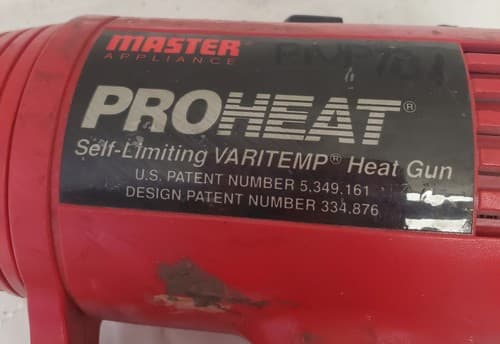 MASTER
APPLIANCE
PROHEAT®
Self-Limiting VARITEMP® Heat Gun
U.S. PATENT NUMBER 5.349.161
DESIGN PATENT NUMBER 334.876